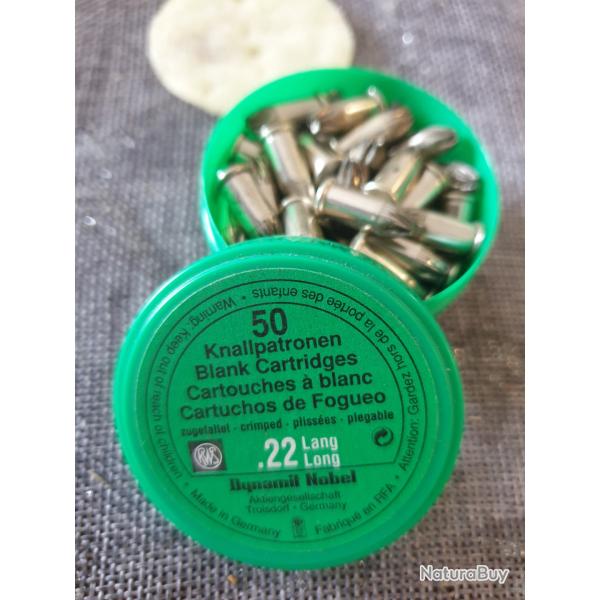 50
Knallpatronen
Blank Cartridges
Cartouches à blanc
Cartuchos de Fogueo
zugefaltet · crimped · plissées · plegable
RWS
.22 Lang
Long
Dynamit Nobel
Aktiengesellschaft
Troisdorf · Germany
• Warning: Keep out of reach of children •
Made in Germany
Fabriqué en RFA •
Attention: Gardez hors de la portée des enfants
NaturaBuy